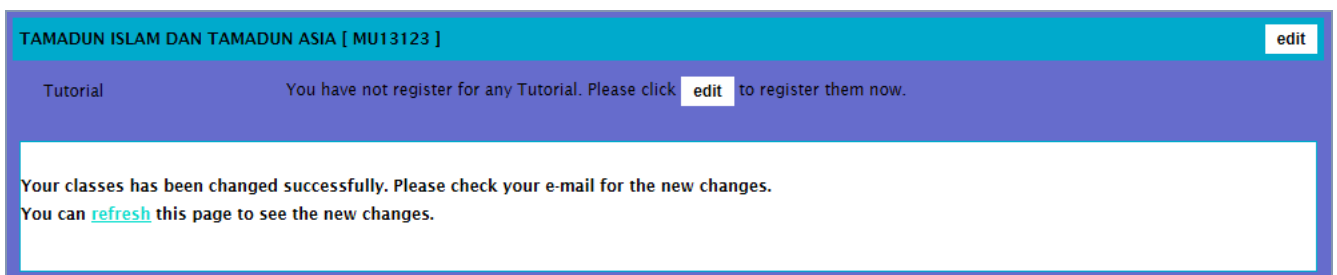 TAMADUN ISLAM DAN TAMADUN ASIA [ MU13123 ] edit
Tutorial You have not register for any Tutorial. Please click edit to register them now.
Your classes has been changed successfully. Please check your e-mail for the new changes.
You can refresh this page to see the new changes.